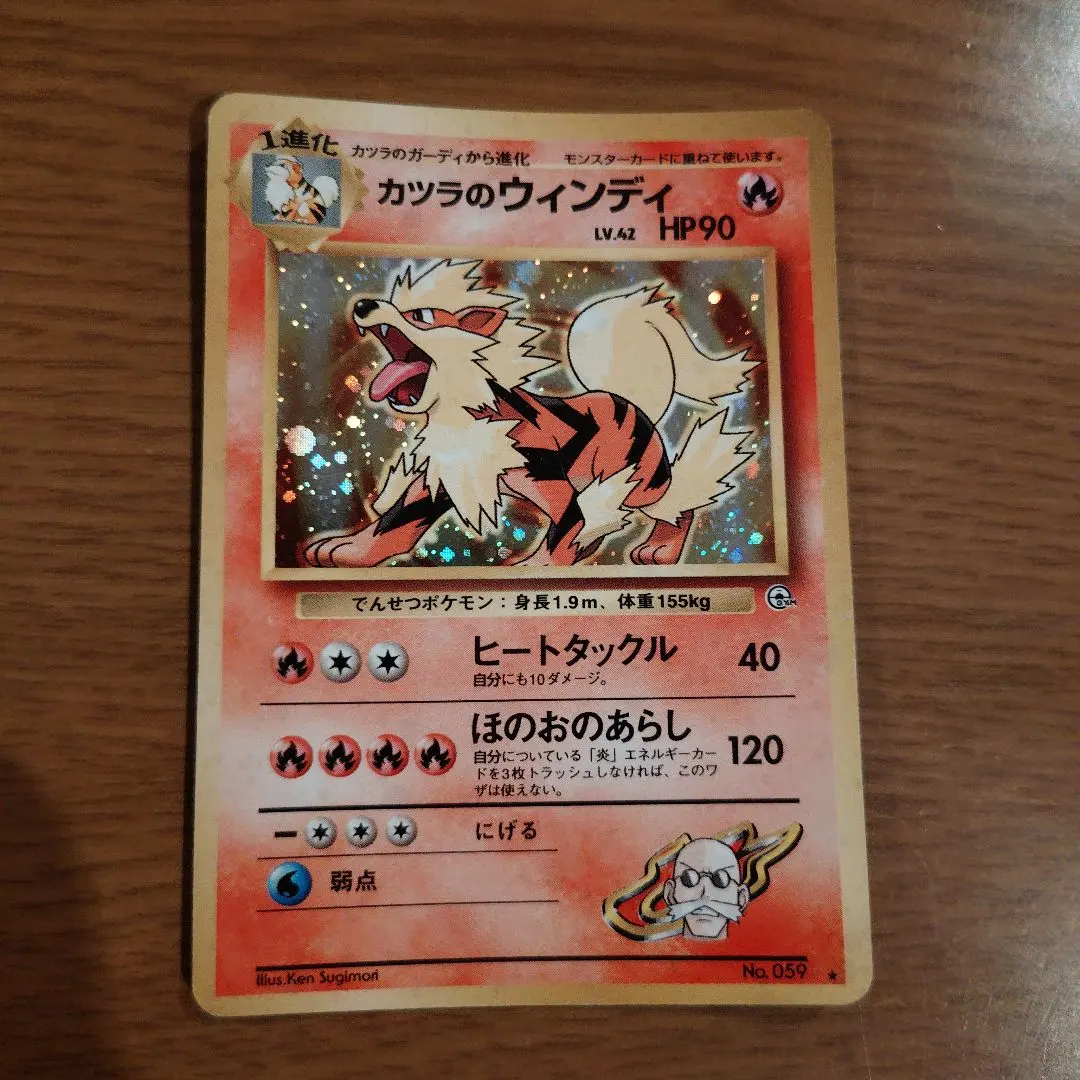 1進化
カツラのガーディから進化 モンスターカードに重ねて使います。
カツラのウィンディ
LV.42 HP90
でんせつポケモン：身長1.9m、体重155kg
GYM
ヒートタックル 40
自分にも10ダメージ。
ほのおのあらし 120
自分についている「炎」エネルギーカー
ドを3枚トラッシュしなければ、このワ
ザは使えない。
ー にげる
弱点
Illus.Ken Sugimori
No.059 ★